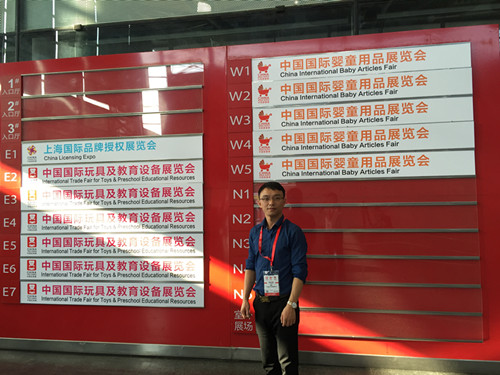 1#
入口厅
2#
入口厅
3#
入口厅
E1
上海国际品牌授权展览会
China Licensing Expo
E2
中国国际玩具及教育设备展览会
International Trade Fair for Toys & Preschool Educational Resources
E3
中国国际玩具及教育设备展览会
International Trade Fair for Toys & Preschool Educational Resources
E4
中国国际玩具及教育设备展览会
International Trade Fair for Toys & Preschool Educational Resources
E5
中国国际玩具及教育设备展览会
International Trade Fair for Toys & Preschool Educational Resources
E6
中国国际玩具及教育设备展览会
International Trade Fair for Toys & Preschool Educational Resources
E7
中国国际玩具及教育设备展览会
International Trade Fair for Toys & Preschool Educational Resources
W1
中国国际婴童用品展览会
China International Baby Articles Fair
W2
中国国际婴童用品展览会
China International Baby Articles Fair
W3
中国国际婴童用品展览会
China International Baby Articles Fair
W4
中国国际婴童用品展览会
China International Baby Articles Fair
W5
中国国际婴童用品展览会
China International Baby Articles Fair
N1
N2
N3
N
N
室
展场